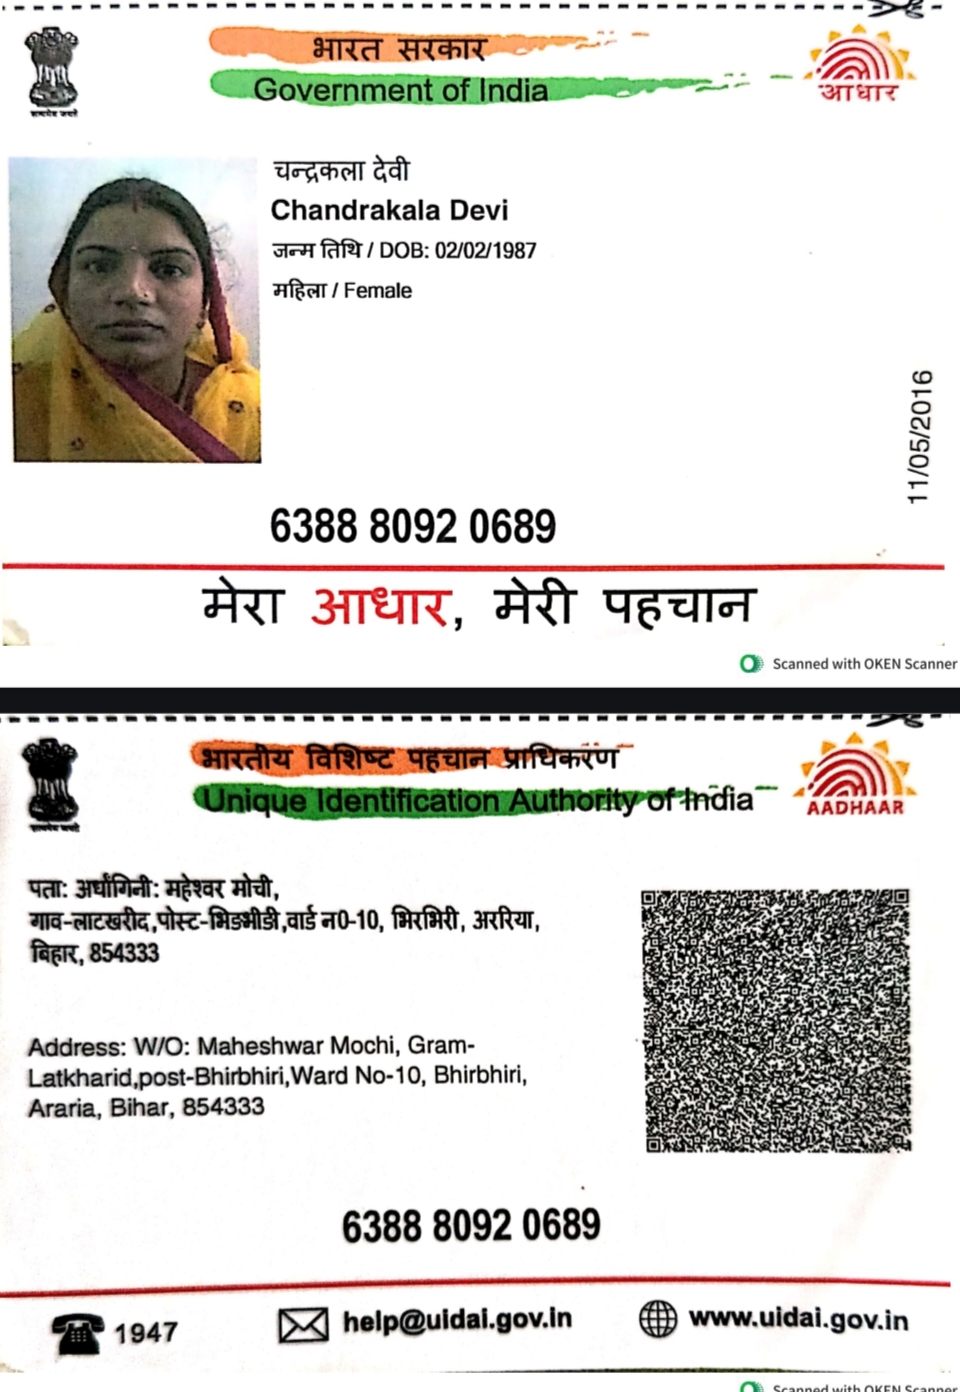 भारत सरकार
Government of India
सत्यमेव जयते
आधार
चन्द्रकला देवी
Chandrakala Devi
जन्म तिथि / DOB: 02/02/1987
महिला / Female
11/05/2016
6388 8092 0689
मेरा आधार, मेरी पहचान
Scanned with OKEN Scanner
भारतीय विशिष्ट पहचान प्राधिकरण
Unique Identification Authority of India
सत्यमेव जयते
AADHAAR
पता: अर्धांगिनी: महेश्वर मोची,
गाव-लाटखरीद,पोस्ट-भिडभीडी,वार्ड न0-10, भिरभिरी, अररिया,
बिहार, 854333
Address: W/O: Maheshwar Mochi, Gram-
Latkharid,post-Bhirbhiri,Ward No-10, Bhirbhiri,
Araria, Bihar, 854333
6388 8092 0689
1947
help@uidai.gov.in
www.uidai.gov.in
Scanned with OKEN Scanner